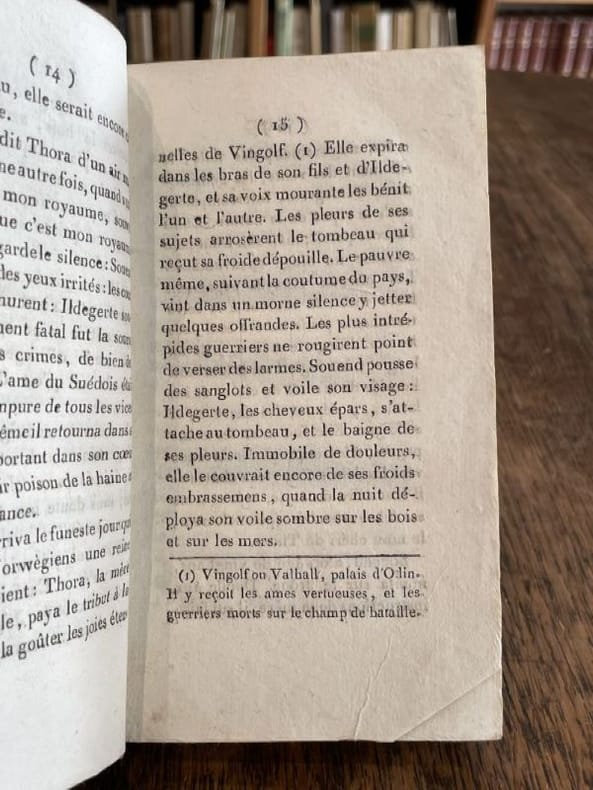 ( 14 )
u, elle serait encore
e.
dit Thora d'un air
ne autre fois, quand
mon royaume,
ue c'est mon royau
gardele silence: Soue
des yeux irrités: les
murent: Ildegerte
ment fatal fut la
s crimes, de bien
L'ame du Suédois
npure de tous les vice
ême il retourna dans
portant dans son cœu
r poison de la haine
ance.
rriva le funeste jour
orwègiens une rei
ient: Thora, la mère
le, paya le tribut à la
la goûter les joies éter
( 15 )
nelles de Vingolf. (1) Elle expira
dans les bras de son fils et d'Ilde-
gerte, et sa voix mourante les bénit
l'un et l'autre. Les pleurs de ses
sujets arrosèrent le tombeau qui
reçut sa froide dépouille. Le pauvre
même, suivant la coutume du pays,
vint dans un morne silence y jetter
quelques offrandes. Les plus intré-
pides guerriers ne rougirent point
de verser des larmes. Souend pousse
des sanglots et voile son visage:
Ildegerte, les cheveux épars, s'at-
tache au tombeau, et le baigne de
ses pleurs. Immobile de douleurs,
elle le couvrait encore de ses froids
embrassemens, quand la nuit dé-
ploya son voile sombre sur les bois
et sur les mers.
(1) Vingolf ou Valhall, palais d'Odin.
Il y reçoit les ames vertueuses, et les
guerriers morts sur le champ de bataille.